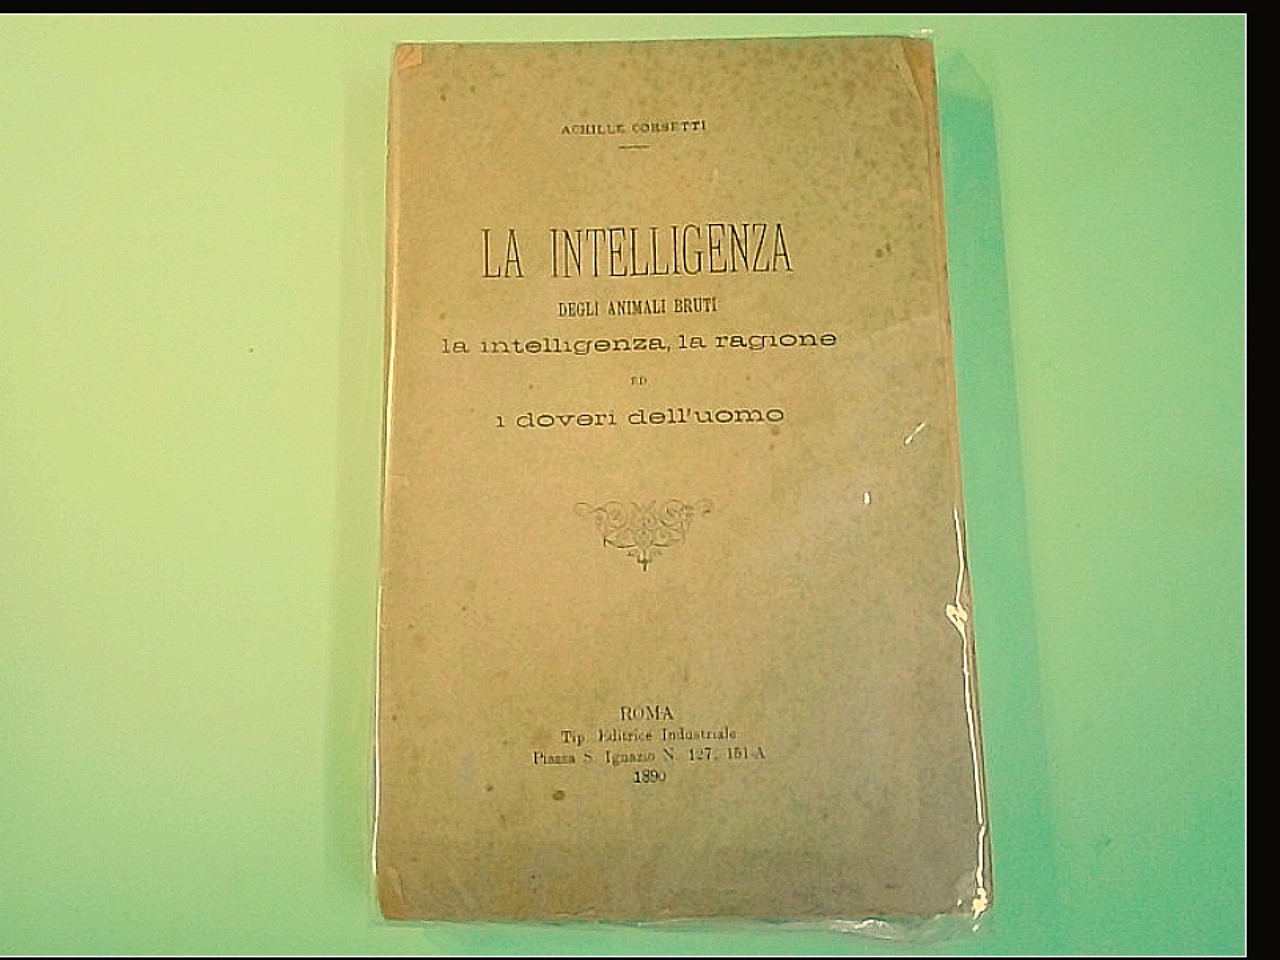 ACHILLE CORSETTI
LA INTELLIGENZA
DEGLI ANIMALI BRUTI
la intelligenza, la ragione
ED
i doveri dell'uomo
ROMA
Tip. Editrice Industriale
Piazza S. Ignazio N. 127, 151-A
1890